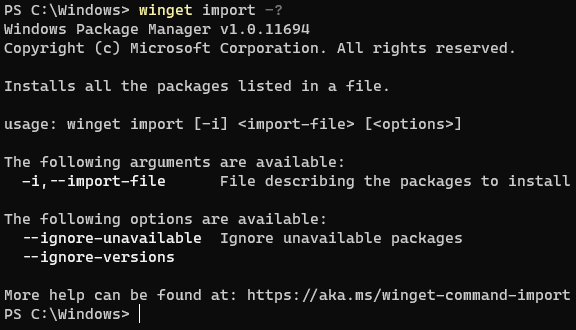 PS C:\Windows> winget import -?
Windows Package Manager v1.0.11694
Copyright (c) Microsoft Corporation. All rights reserved.
Installs all the packages listed in a file.
usage: winget import [-i] <import-file> [<options>]
The following arguments are available:
-i,--import-file File describing the packages to install
The following options are available:
--ignore-unavailable Ignore unavailable packages
--ignore-versions
More help can be found at: https://aka.ms/winget-command-import
PS C:\Windows>